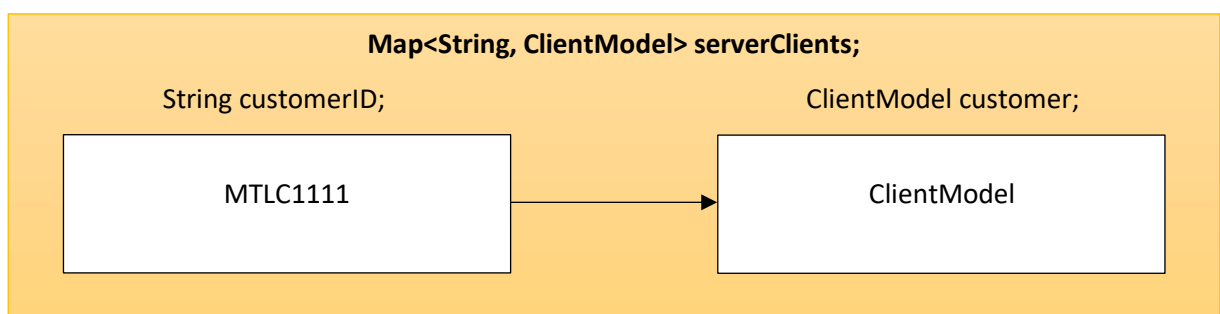 Map<String, ClientModel> serverClients;
String customerID; ClientModel customer;
MTLC1111 ClientModel